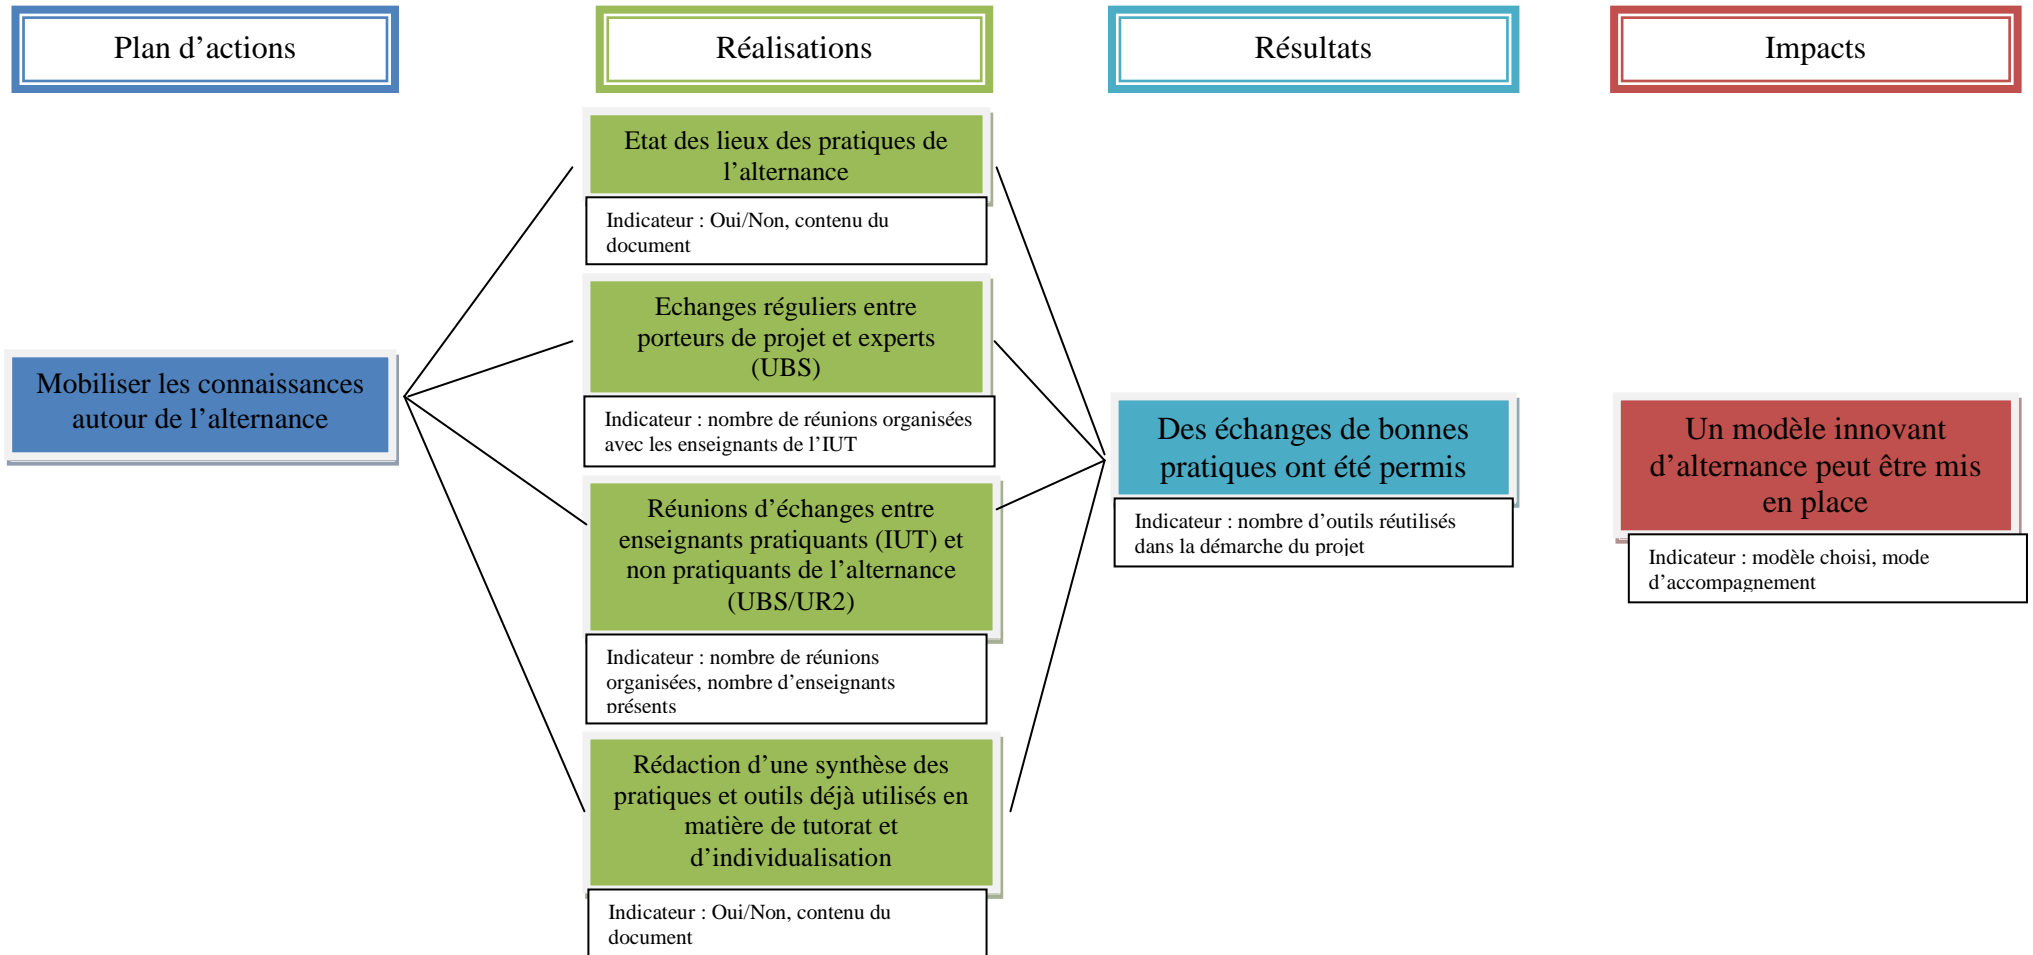 Plan d’actions
Réalisations
Résultats
Impacts
Mobiliser les connaissances
autour de l’alternance
Etat des lieux des pratiques de
l’alternance
Indicateur : Oui/Non, contenu du
document
Echanges réguliers entre
porteurs de projet et experts
(UBS)
Indicateur : nombre de réunions organisées
avec les enseignants de l’IUT
Réunions d’échanges entre
enseignants pratiquants (IUT) et
non pratiquants de l’alternance
(UBS/UR2)
Indicateur : nombre de réunions
organisées, nombre d’enseignants
présents
Rédaction d’une synthèse des
pratiques et outils déjà utilisés en
matière de tutorat et
d’individualisation
Indicateur : Oui/Non, contenu du
document
Des échanges de bonnes
pratiques ont été permis
Indicateur : nombre d’outils réutilisés
dans la démarche du projet
Un modèle innovant
d’alternance peut être mis
en place
Indicateur : modèle choisi, mode
d’accompagnement